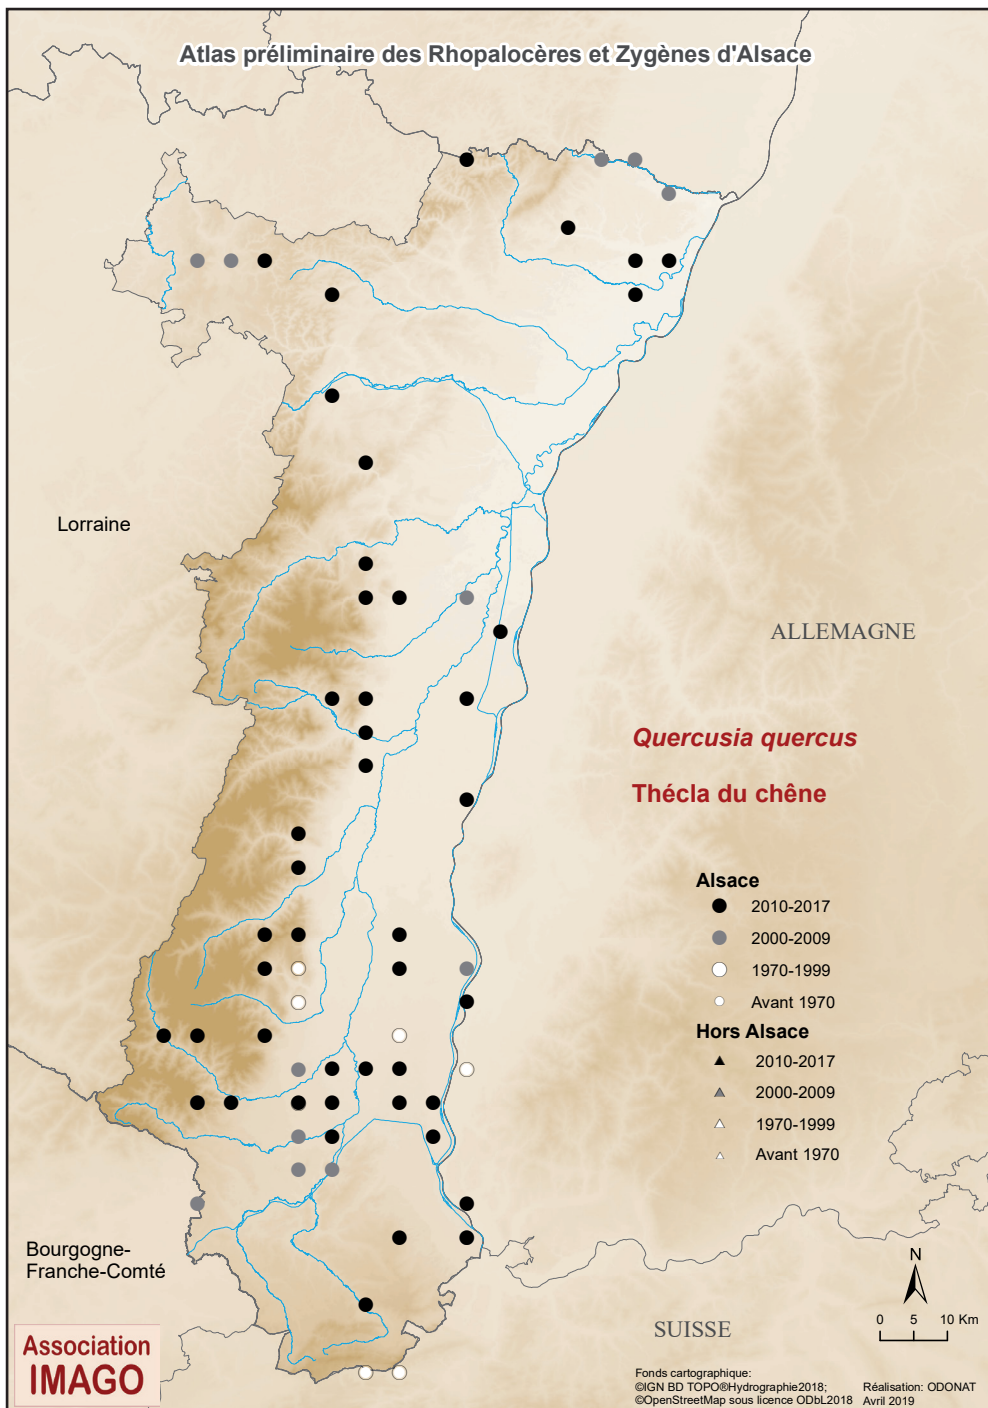 Atlas préliminaire des Rhopalocères et Zygènes d'Alsace
Lorraine
ALLEMAGNE
Quercusia quercus
Thécla du chêne
Alsace
2010-2017
2000-2009
1970-1999
Avant 1970
Hors Alsace
2010-2017
2000-2009
1970-1999
Avant 1970
Bourgogne-
Franche-Comté
N
0 5 10 Km
SUISSE
Association
IMAGO
Fonds cartographique:
©IGN BD TOPO®Hydrographie2018;
©OpenStreetMap sous licence ODbL2018
Réalisation: ODONAT
Avril 2019